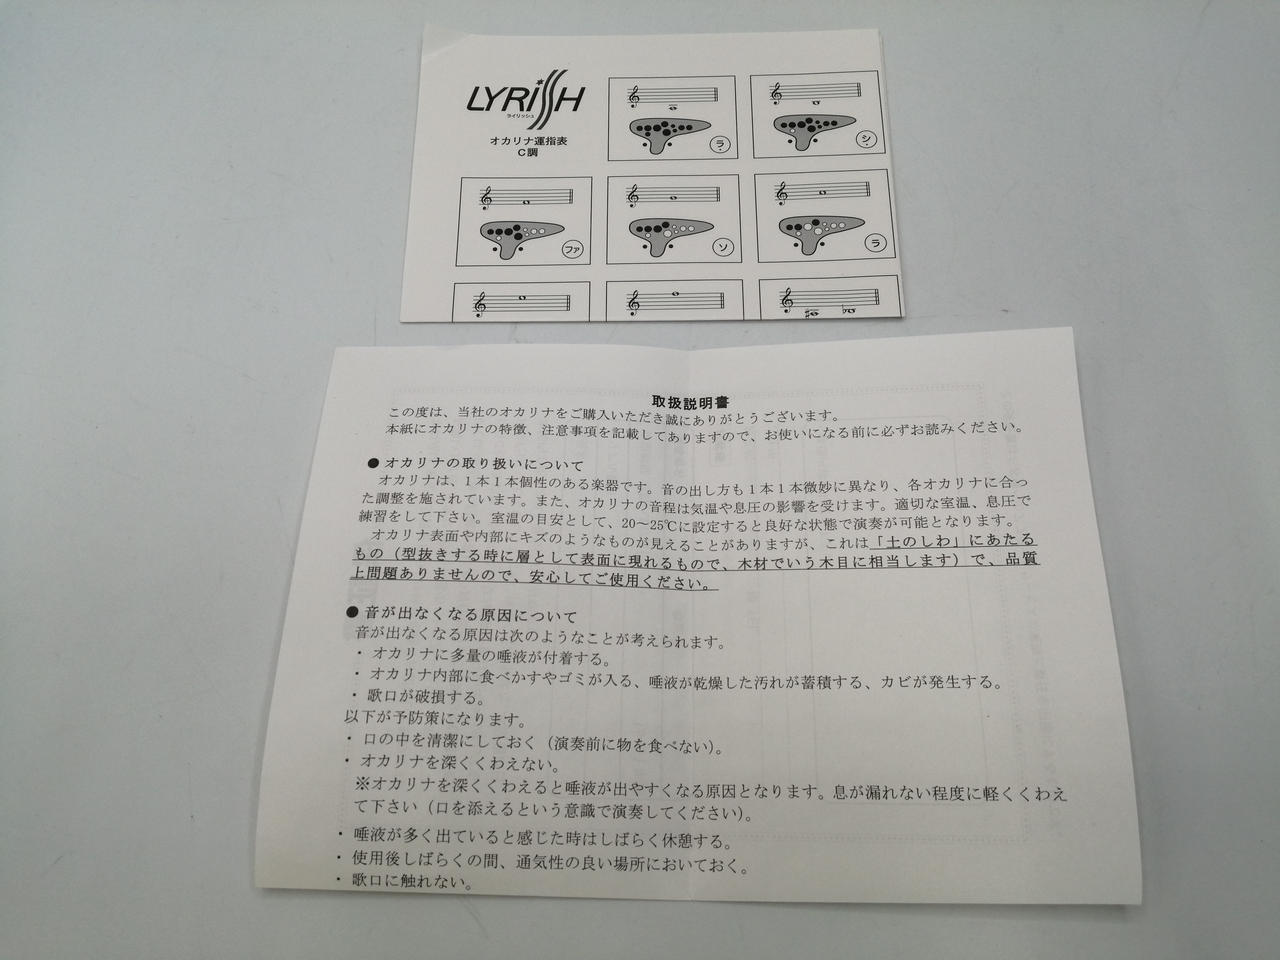 LYRiSH
ライリッシュ
オカリナ運指表
C調
ラ
シ
ファ
ソ
ラ
取扱説明書
この度は、当社のオカリナをご購入いただき誠にありがとうございます。
本紙にオカリナの特徴、注意事項を記載してありますので、お使いになる前に必ずお読みください。
●オカリナの取り扱いについて
オカリナは、1本1本個性のある楽器です。音の出し方も1本1本微妙に異なり、各オカリナに合っ
た調整を施されています。また、オカリナの音程は気温や息圧の影響を受けます。適切な室温、息圧で
練習をして下さい。室温の目安として、20~25℃に設定すると良好な状態で演奏が可能となります。
オカリナ表面や内部にキズのようなものが見えることがありますが、これは「土のしわ」にあたる
もの（型抜きする時に層として表面に現れるもので、木材でいう木目に相当します）で、品質
上問題ありませんので、安心してご使用ください。
●音が出なくなる原因について
音が出なくなる原因は次のようなことが考えられます。
・オカリナに多量の唾液が付着する。
・オカリナ内部に食べかすやゴミが入る、唾液が乾燥した汚れが蓄積する、カビが発生する。
・歌口が破損する。
以下が予防策になります。
・口の中を清潔にしておく（演奏前に物を食べない）。
・オカリナを深くくわえない。
※オカリナを深くくわえると唾液が出やすくなる原因となります。息が漏れない程度に軽くくわえ
て下さい（口を添えるという意識で演奏してください）。
・唾液が多く出ていると感じた時はしばらく休憩する。
・使用後しばらくの間、通気性の良い場所においておく。
・歌口に触れない。